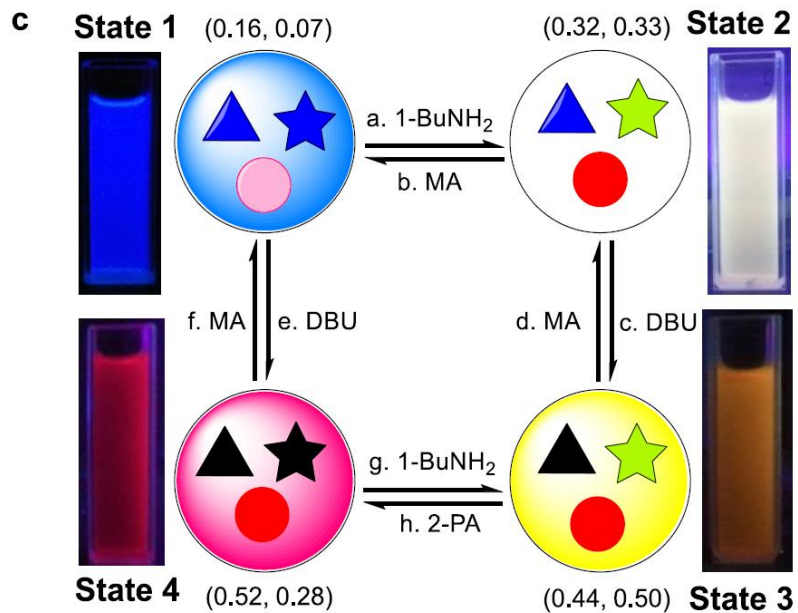 c
State 1 (0.16, 0.07) (0.32, 0.33) State 2
a. 1-BuNH₂
b. MA
f. MA e. DBU d. MA c. DBU
g. 1-BuNH₂
h. 2-PA
State 4 (0.52, 0.28) (0.44, 0.50) State 3